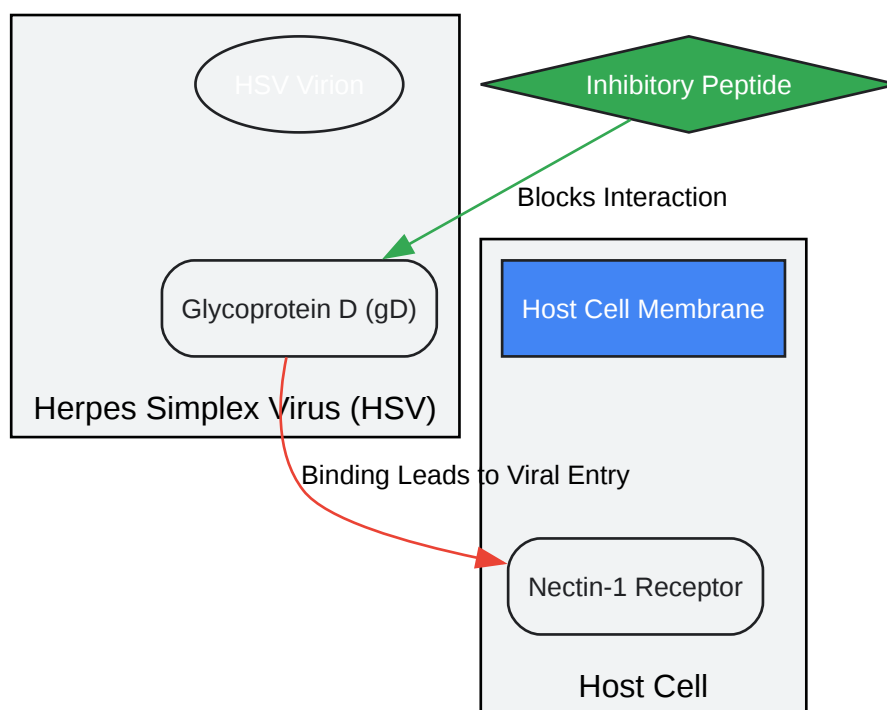 HSV Virion
Inhibitory Peptide
Blocks Interaction
Glycoprotein D (gD)
Host Cell Membrane
Herpes Simplex Virus (HSV)
Binding Leads to Viral Entry
Nectin-1 Receptor
Host Cell